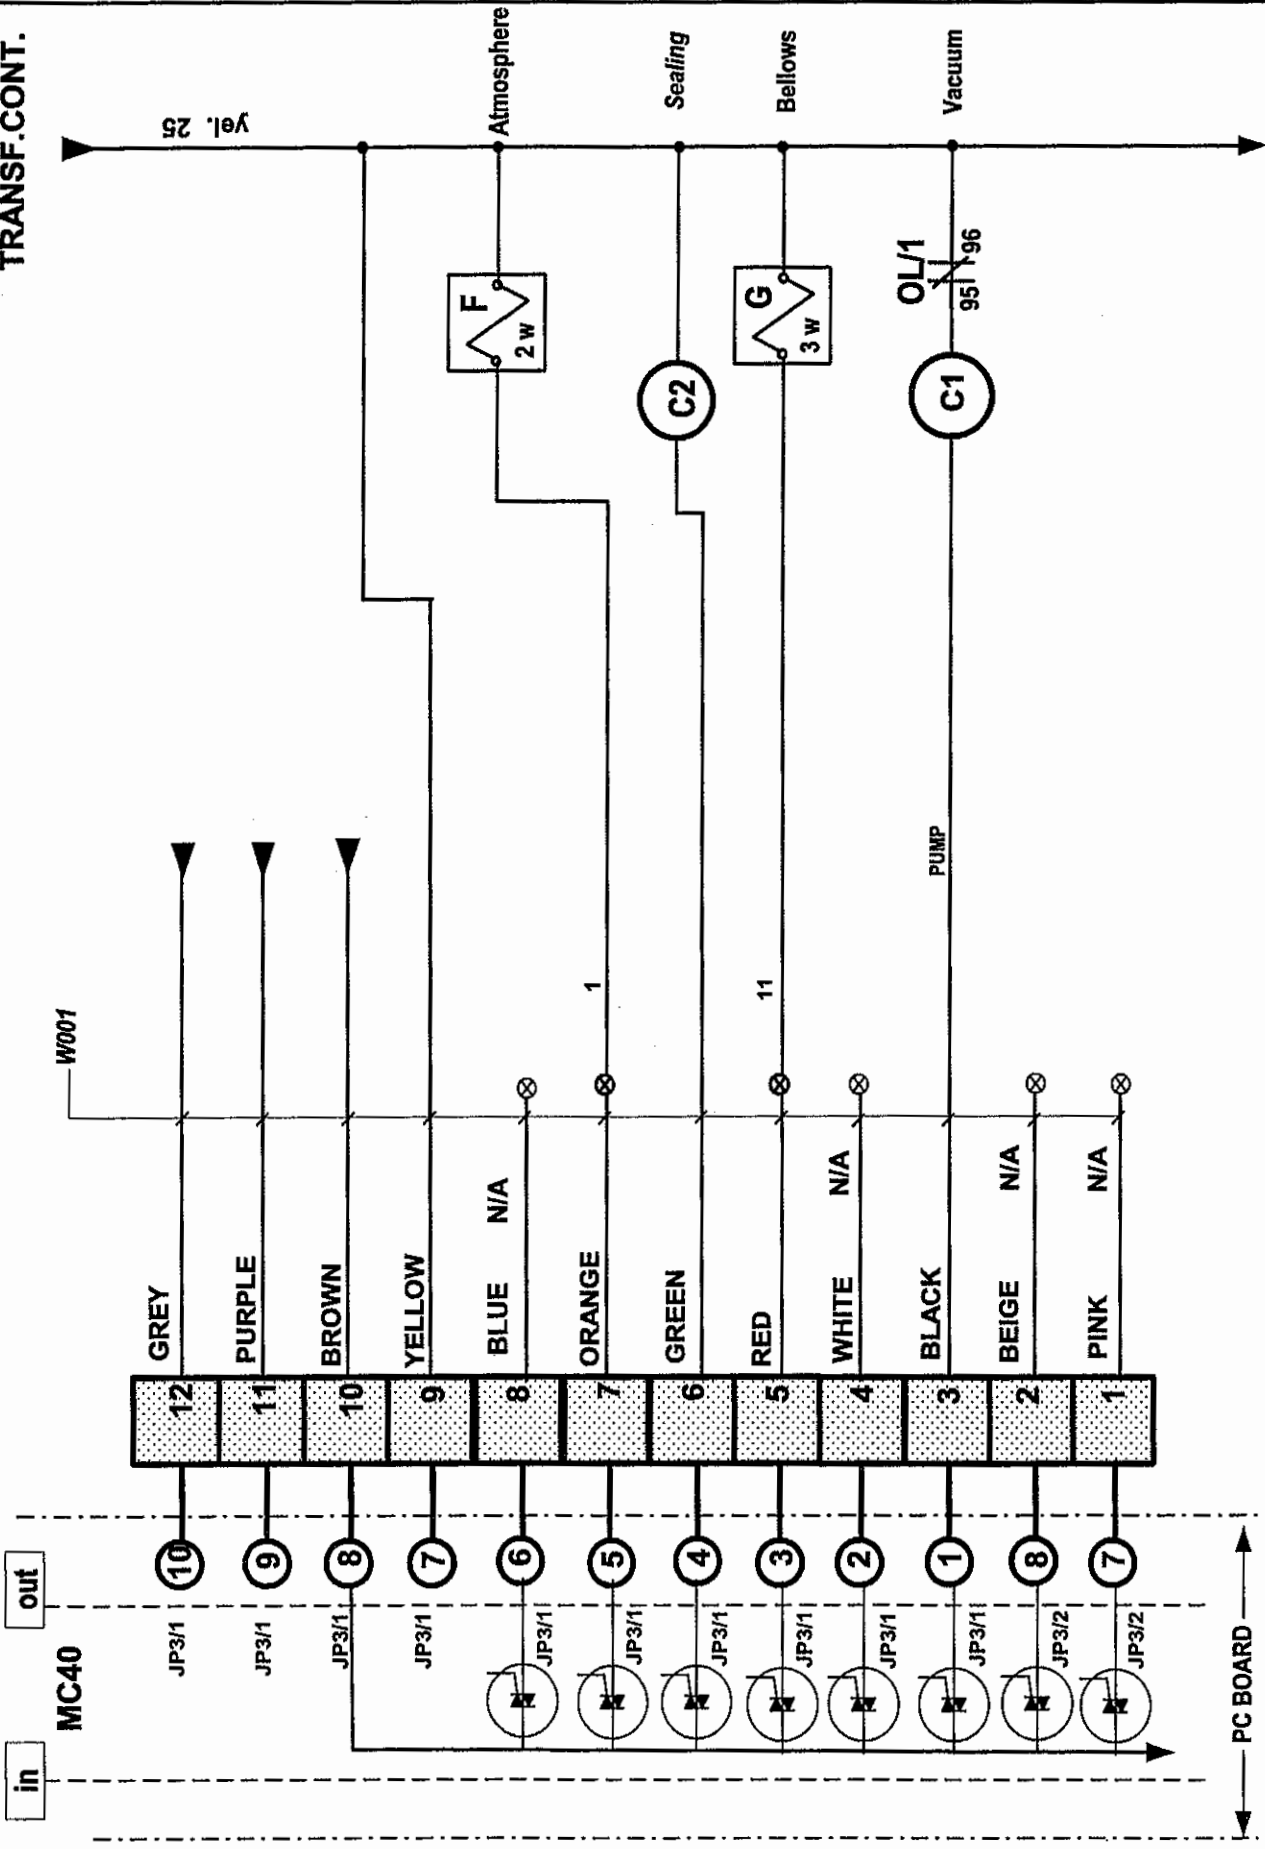 TRANSF.CONT.
yel. 25
Atmosphere
Sealing
Bellows
Vacuum
F
2 w
C2
G
3 w
OL/1
95 96
C1
W001
1
11
PUMP
GREY
PURPLE
BROWN
YELLOW
BLUE N/A
ORANGE
GREEN
RED
WHITE N/A
BLACK
BEIGE N/A
PINK N/A
12
11
10
9
8
7
6
5
4
3
2
1
10
9
8
7
6
5
4
3
2
1
8
7
out
JP3/1
JP3/1
JP3/1
JP3/1
JP3/1
JP3/1
JP3/1
JP3/1
JP3/1
JP3/1
JP3/2
JP3/2
MC40
in
PC BOARD